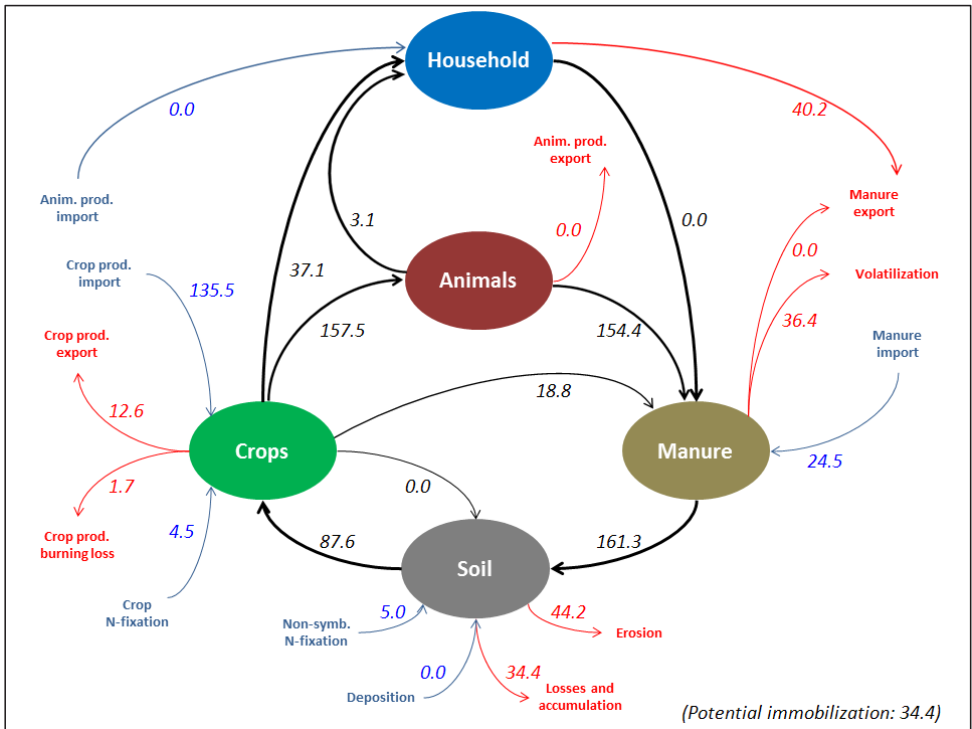 Household
0.0
40.2
Anim. prod.
export
Anim. prod.
import
3.1
0.0
0.0
Manure
export
0.0
Crop prod.
import
37.1
Animals
Volatilization
135.5
157.5
154.4
36.4
Crop prod.
export
Manure
import
12.6
18.8
Crops
Manure
24.5
1.7
0.0
Crop prod.
burning loss
4.5
87.6
161.3
Soil
Crop
N-fixation
5.0
44.2
Non-symb.
N-fixation
Erosion
0.0
34.4
Deposition
Losses and
accumulation
(Potential immobilization: 34.4)